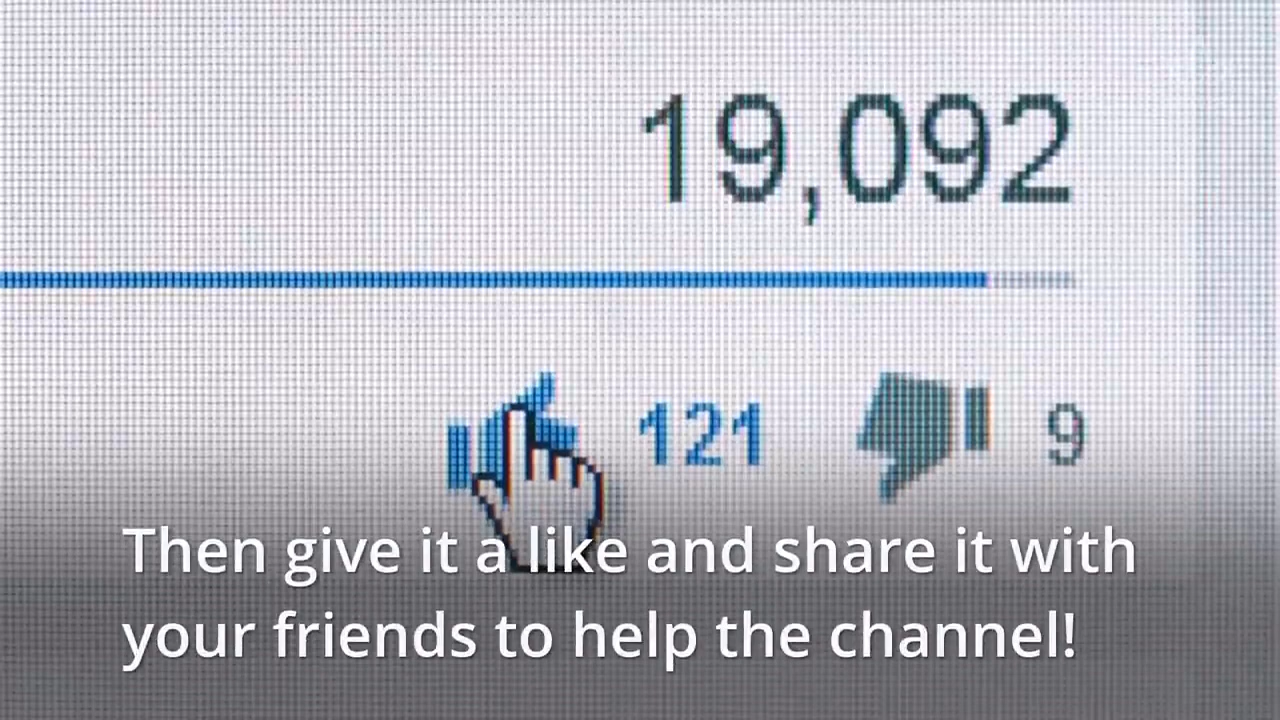 19,092
121 9
Then give it a like and share it with
your friends to help the channel!